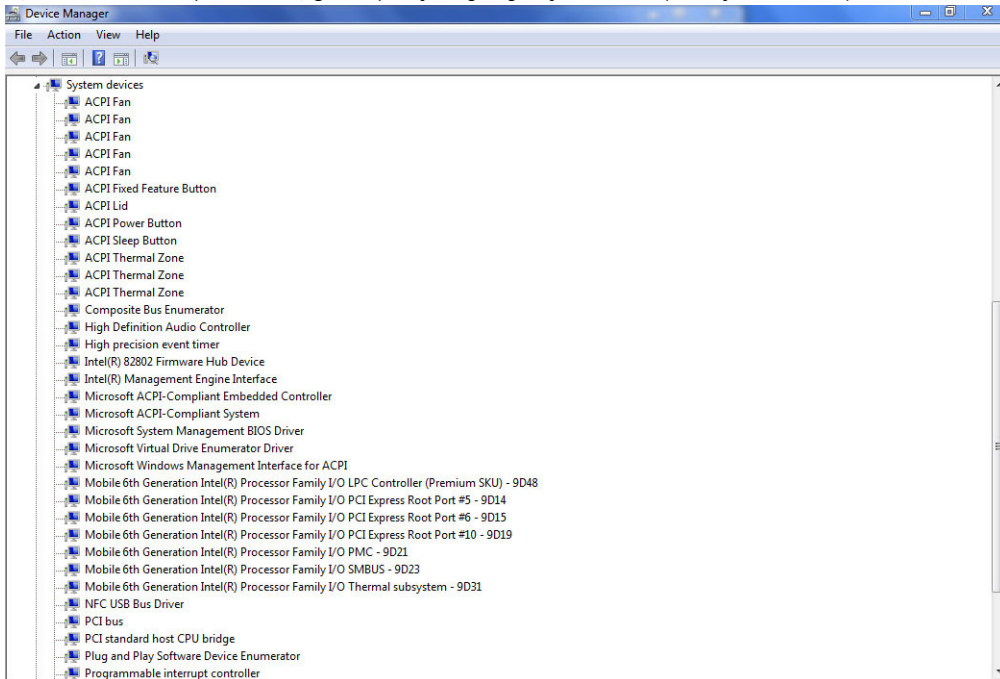 Device Manager
File Action View Help
System devices
ACPI Fan
ACPI Fan
ACPI Fan
ACPI Fan
ACPI Fan
ACPI Fixed Feature Button
ACPI Lid
ACPI Power Button
ACPI Sleep Button
ACPI Thermal Zone
ACPI Thermal Zone
ACPI Thermal Zone
Composite Bus Enumerator
High Definition Audio Controller
High precision event timer
Intel(R) 82802 Firmware Hub Device
Intel(R) Management Engine Interface
Microsoft ACPI-Compliant Embedded Controller
Microsoft ACPI-Compliant System
Microsoft System Management BIOS Driver
Microsoft Virtual Drive Enumerator Driver
Microsoft Windows Management Interface for ACPI
Mobile 6th Generation Intel(R) Processor Family I/O LPC Controller (Premium SKU) - 9D48
Mobile 6th Generation Intel(R) Processor Family I/O PCI Express Root Port #5 - 9D14
Mobile 6th Generation Intel(R) Processor Family I/O PCI Express Root Port #6 - 9D15
Mobile 6th Generation Intel(R) Processor Family I/O PCI Express Root Port #10 - 9D19
Mobile 6th Generation Intel(R) Processor Family I/O PMC - 9D21
Mobile 6th Generation Intel(R) Processor Family I/O SMBUS - 9D23
Mobile 6th Generation Intel(R) Processor Family I/O Thermal subsystem - 9D31
NFC USB Bus Driver
PCI bus
PCI standard host CPU bridge
Plug and Play Software Device Enumerator
Programmable interrupt controller